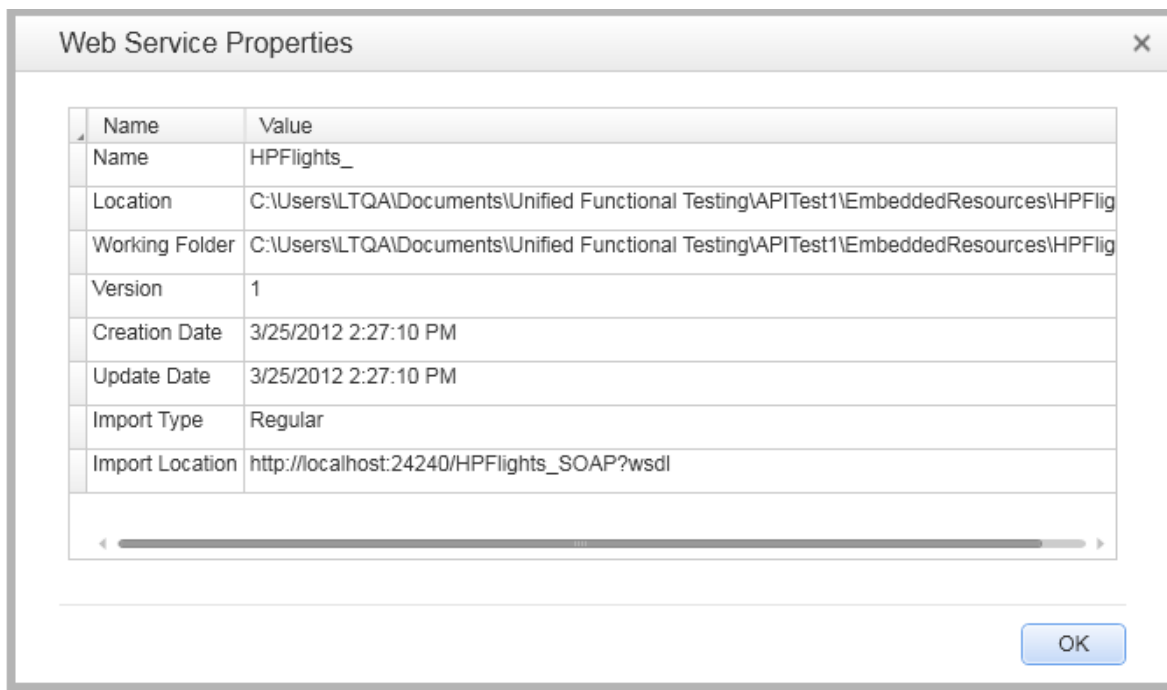 Web Service Properties
Name Value
Name HPFlights_
Location C:\Users\LTQA\Documents\Unified Functional Testing\APITest1\EmbeddedResources\HPFlig
Working Folder C:\Users\LTQA\Documents\Unified Functional Testing\APITest1\EmbeddedResources\HPFlig
Version 1
Creation Date 3/25/2012 2:27:10 PM
Update Date 3/25/2012 2:27:10 PM
Import Type Regular
Import Location http://localhost:24240/HPFlights_SOAP?wsdl
OK